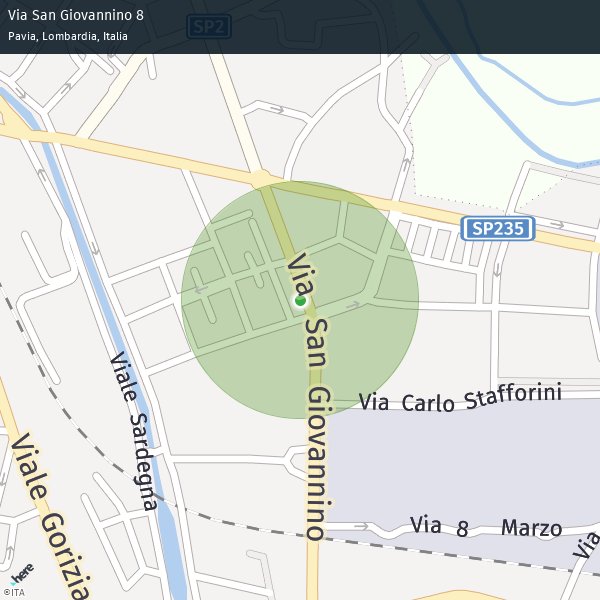 Via San Giovannino 8
Pavia, Lombardia, Italia
SP2
SP235
Via San Giovannino
Via Carlo Stafforini
Viale Sardegna
Viale Gorizia
Via 8 Marzo
Via
here
©ITA